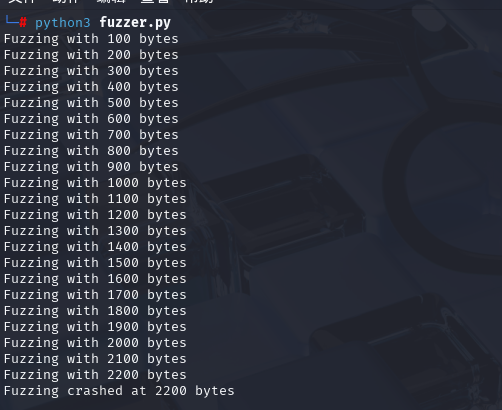 └─# python3 fuzzer.py
Fuzzing with 100 bytes
Fuzzing with 200 bytes
Fuzzing with 300 bytes
Fuzzing with 400 bytes
Fuzzing with 500 bytes
Fuzzing with 600 bytes
Fuzzing with 700 bytes
Fuzzing with 800 bytes
Fuzzing with 900 bytes
Fuzzing with 1000 bytes
Fuzzing with 1100 bytes
Fuzzing with 1200 bytes
Fuzzing with 1300 bytes
Fuzzing with 1400 bytes
Fuzzing with 1500 bytes
Fuzzing with 1600 bytes
Fuzzing with 1700 bytes
Fuzzing with 1800 bytes
Fuzzing with 1900 bytes
Fuzzing with 2000 bytes
Fuzzing with 2100 bytes
Fuzzing with 2200 bytes
Fuzzing crashed at 2200 bytes